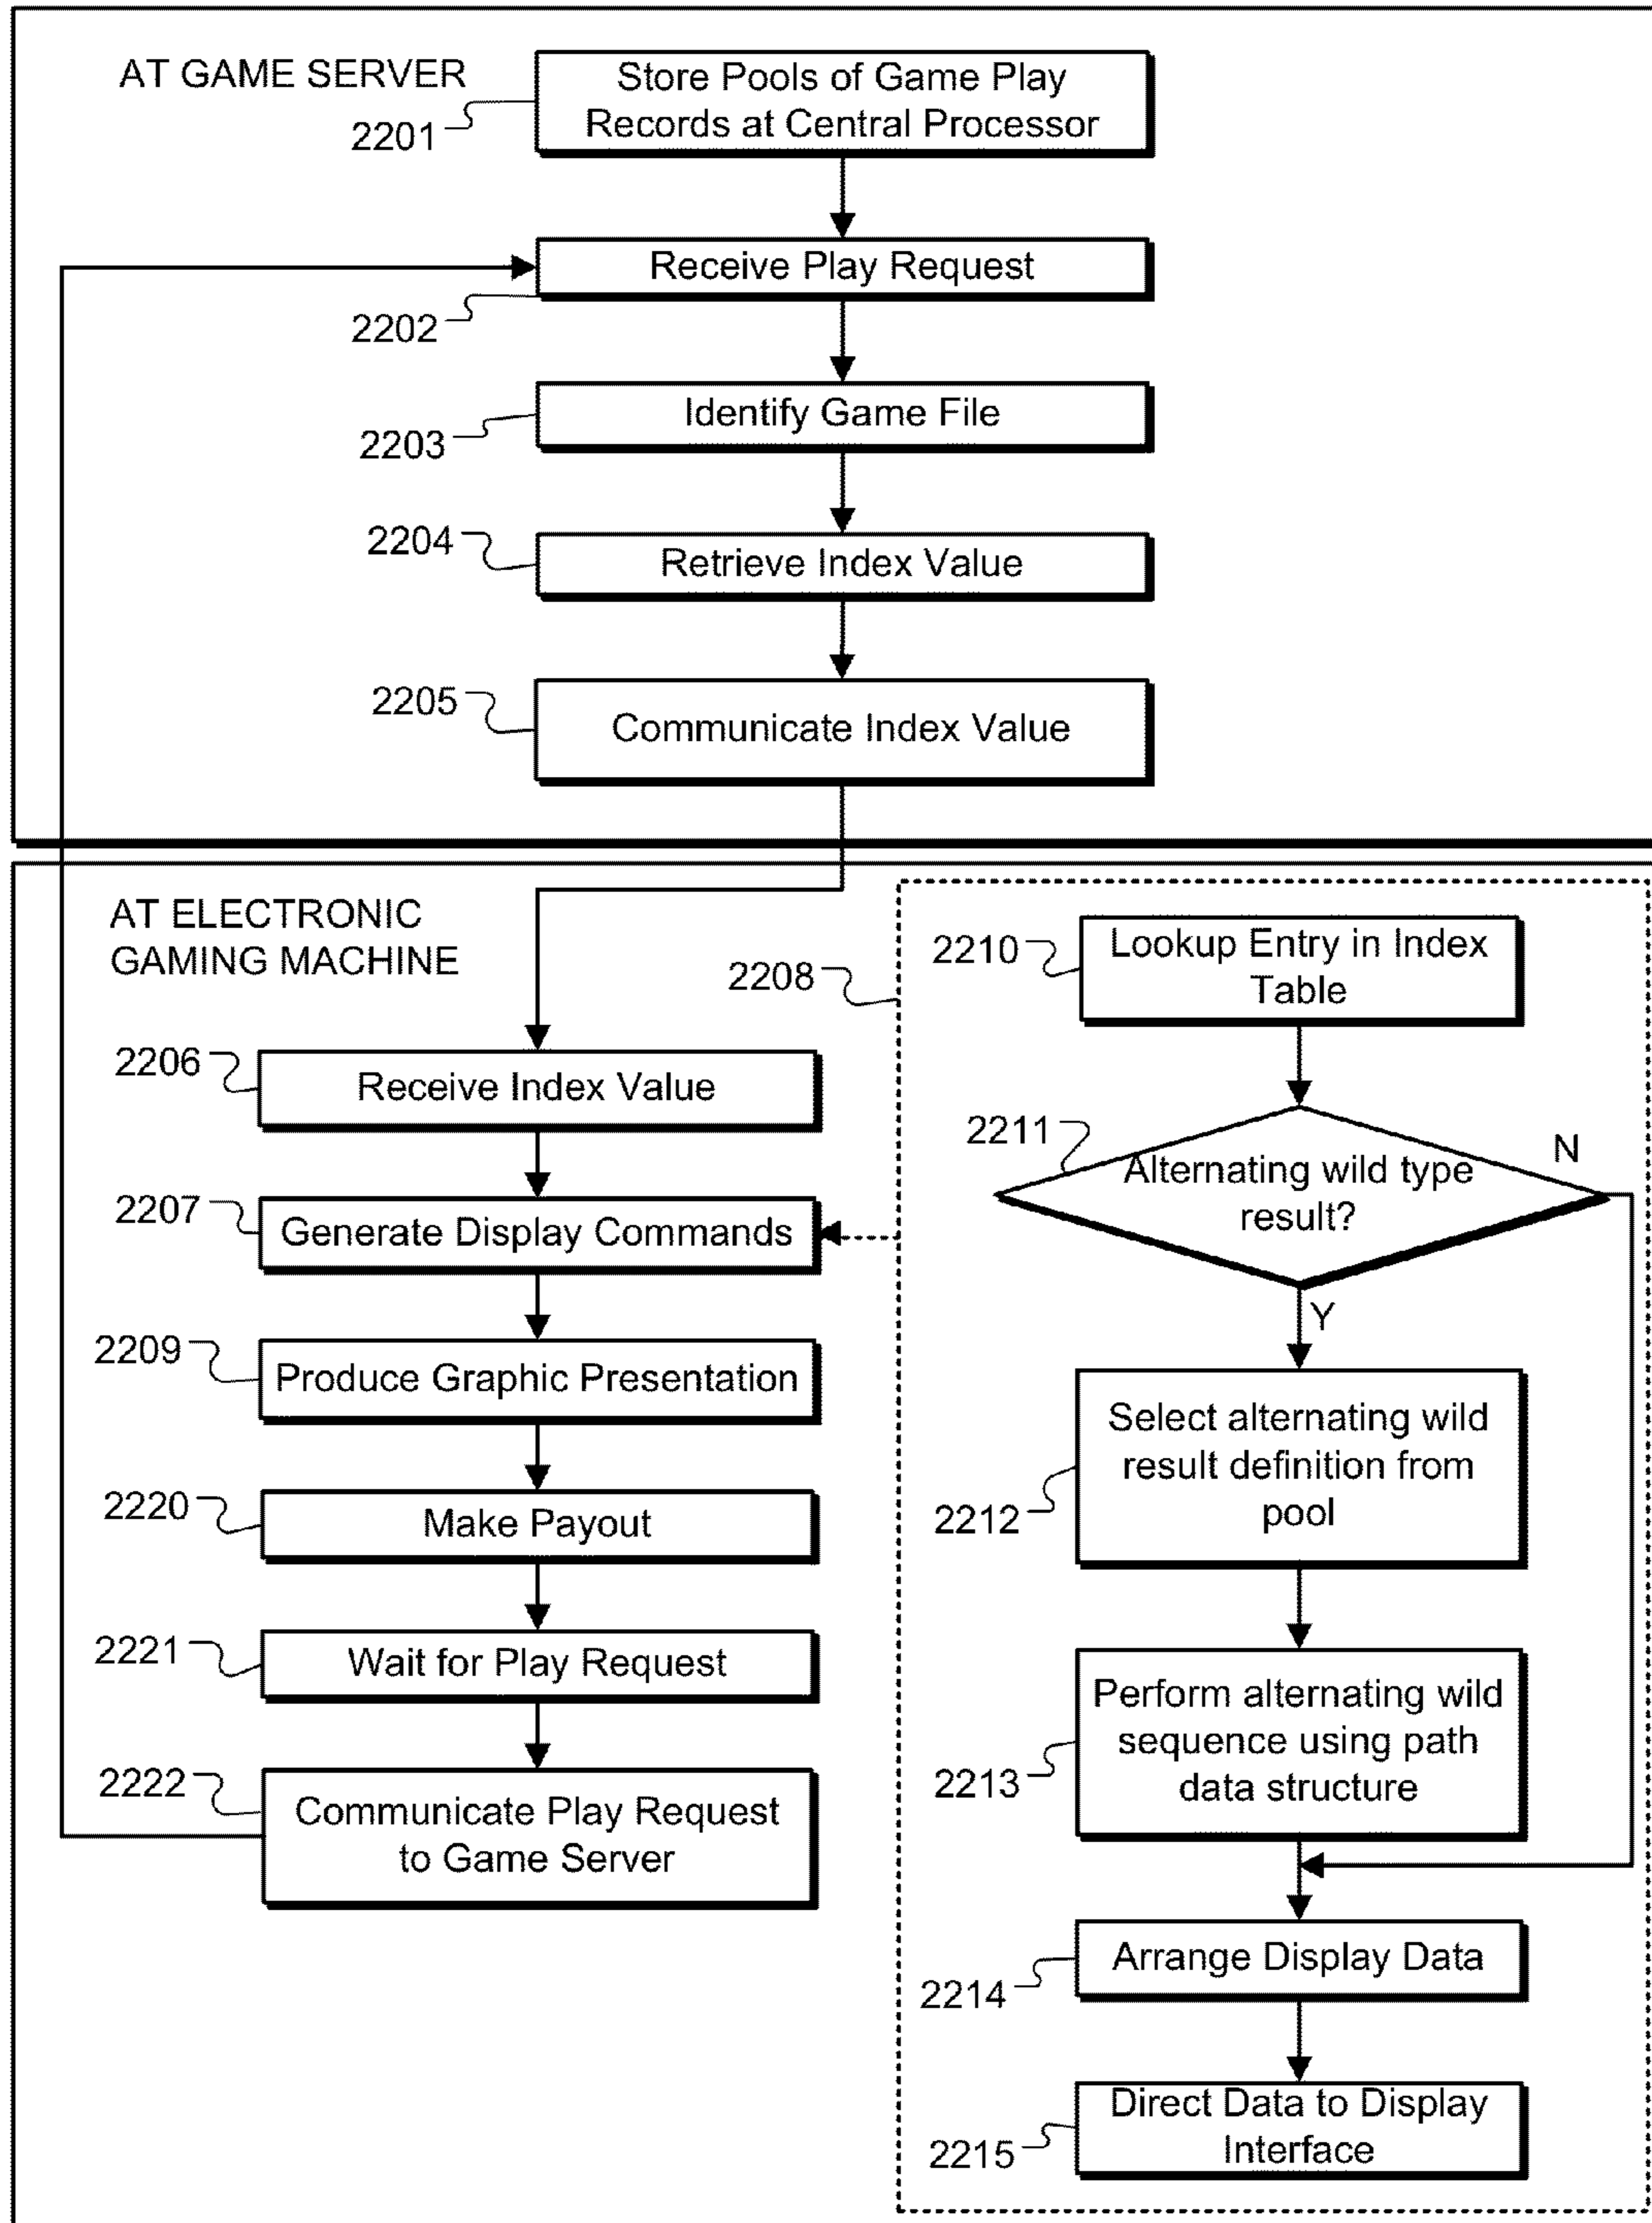 AT GAME SERVER
2201
Store Pools of Game Play
Records at Central Processor
Receive Play Request
2202
Identify Game File
2203
2204
Retrieve Index Value
2205
Communicate Index Value
AT ELECTRONIC
GAMING MACHINE
2206
Receive Index Value
2207
Generate Display Commands
2209
Produce Graphic Presentation
2220
Make Payout
2221
Wait for Play Request
2222
Communicate Play Request
to Game Server
2208
2210
Lookup Entry in Index
Table
2211
Alternating wild type
result?
N
Y
Select alternating wild
result definition from
pool
2212
Perform alternating wild
sequence using path
data structure
2213
Arrange Display Data
2214
Direct Data to Display
Interface
2215